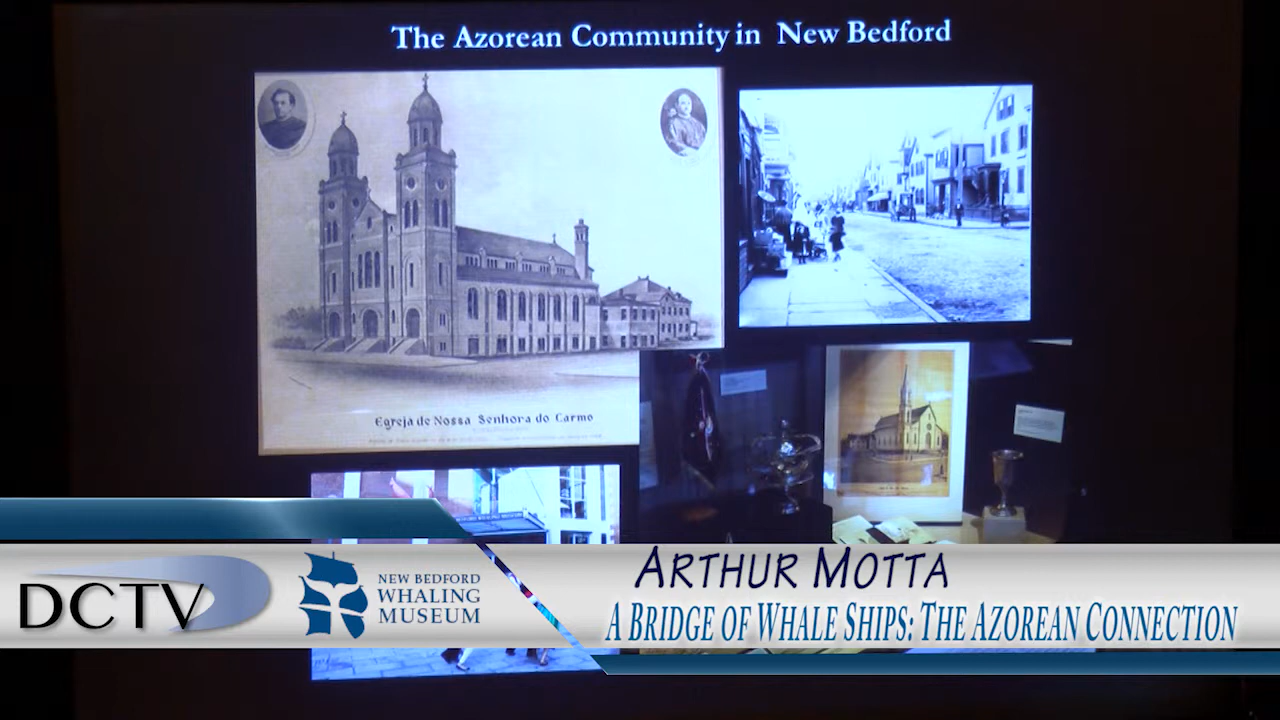 The Azorean Community in New Bedford
Egreja de Nossa Senhora do Carmo
DCTV
NEW BEDFORD
WHALING
MUSEUM
ARTHUR MOTTA
A BRIDGE OF WHALE SHIPS: THE AZOREAN CONNECTION